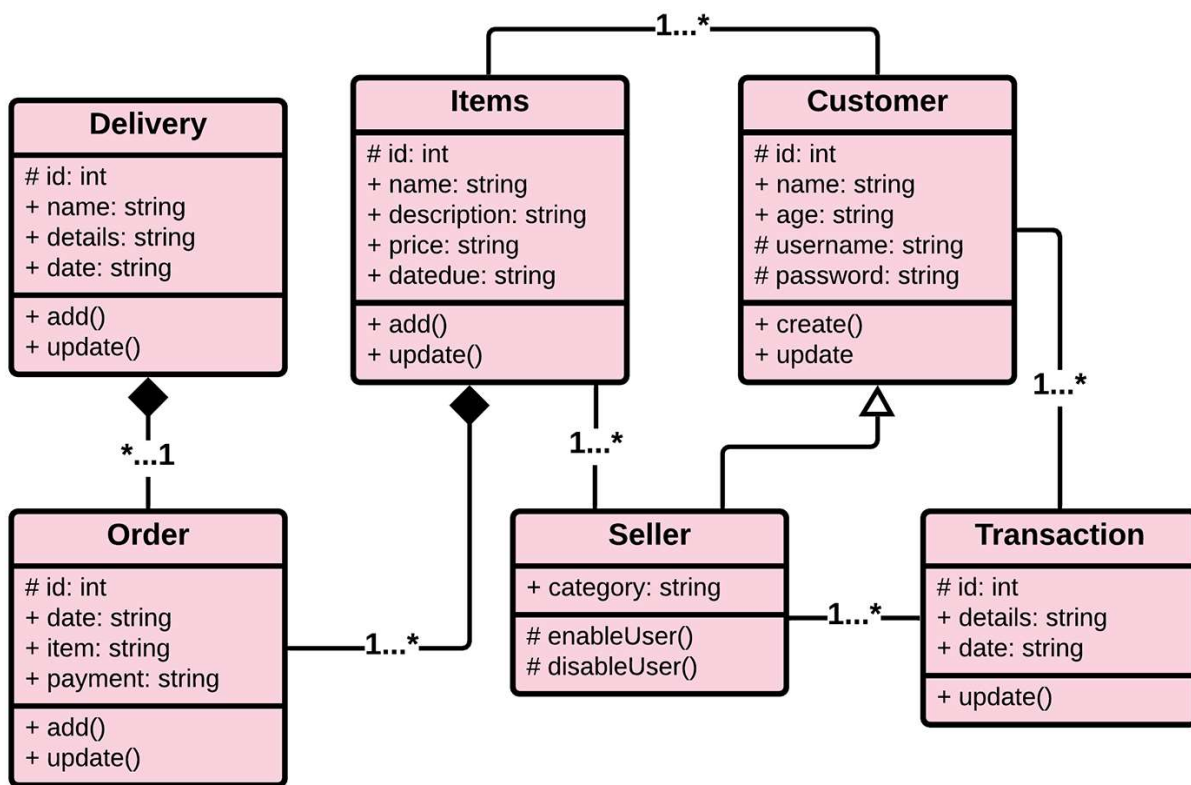 1...*
Delivery
# id: int
+ name: string
+ details: string
+ date: string
+ add()
+ update()
Items
# id: int
+ name: string
+ description: string
+ price: string
+ datedue: string
+ add()
+ update()
Customer
# id: int
+ name: string
+ age: string
# username: string
# password: string
+ create()
+ update
*...1
1...*
1...*
1...*
Order
# id: int
+ date: string
+ item: string
+ payment: string
+ add()
+ update()
1...*
Seller
+ category: string
# enableUser()
# disableUser()
Transaction
# id: int
+ details: string
+ date: string
+ update()